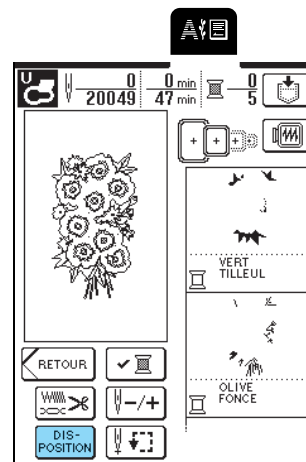 A
U
0 0 min 0
20049 47 min 5
VERT
TILLEUL
RETOUR
OLIVE
FONCE
-/+
DIS-
POSITION